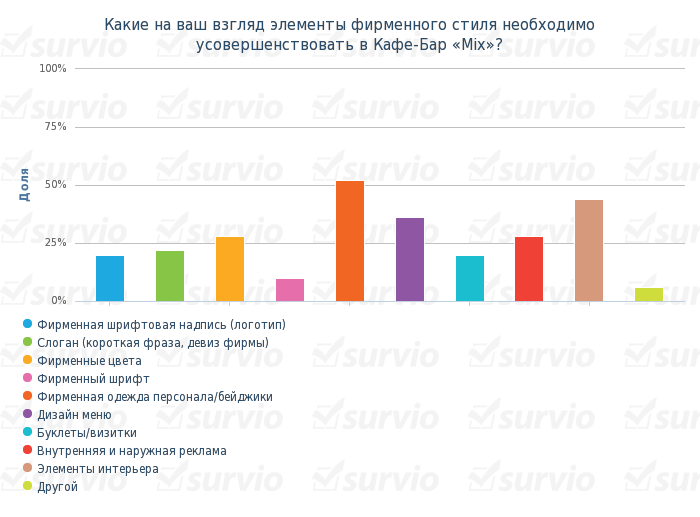 Какие на ваш взгляд элементы фирменного стиля необходимо
усовершенствовать в Кафе-Бар «Mix»?
100%
75%
50%
25%
0%
Доля
Фирменная шрифтовая надпись (логотип)
Слоган (короткая фраза, девиз фирмы)
Фирменные цвета
Фирменный шрифт
Фирменная одежда персонала/бейджики
Дизайн меню
Буклеты/визитки
Внутренняя и наружная реклама
Элементы интерьера
Другой
survio